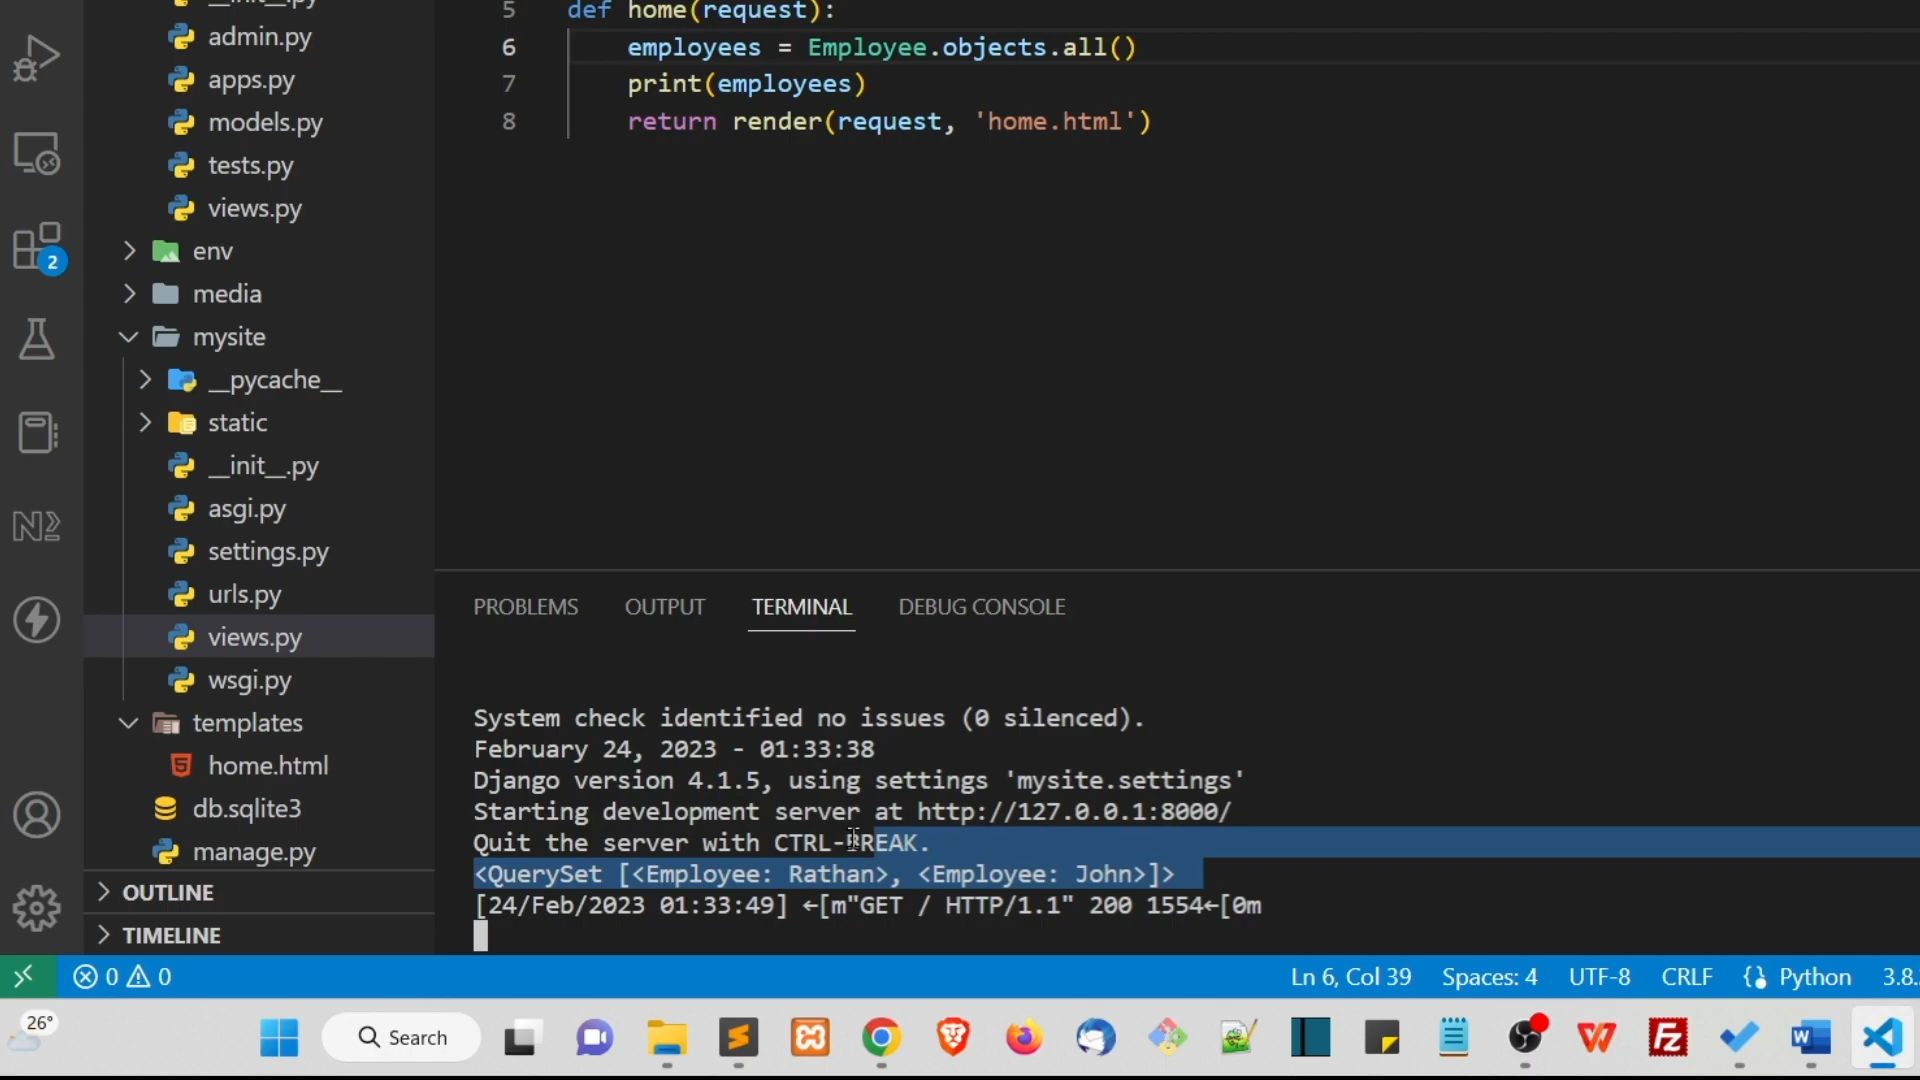 __init__.py
admin.py
apps.py
models.py
tests.py
views.py
env
media
mysite
__pycache__
static
__init__.py
asgi.py
settings.py
urls.py
views.py
wsgi.py
templates
home.html
db.sqlite3
manage.py
OUTLINE
TIMELINE
2
5 def home(request):
6 employees = Employee.objects.all()
7 print(employees)
8 return render(request, 'home.html')
PROBLEMS OUTPUT TERMINAL DEBUG CONSOLE
System check identified no issues (0 silenced).
February 24, 2023 - 01:33:38
Django version 4.1.5, using settings 'mysite.settings'
Starting development server at http://127.0.0.1:8000/
Quit the server with CTRL-BREAK.
<QuerySet [<Employee: Rathan>, <Employee: John>]>
[24/Feb/2023 01:33:49] ←[m"GET / HTTP/1.1" 200 1554←[0m
0 0 Ln 6, Col 39 Spaces: 4 UTF-8 CRLF Python 3.8.
26° Search